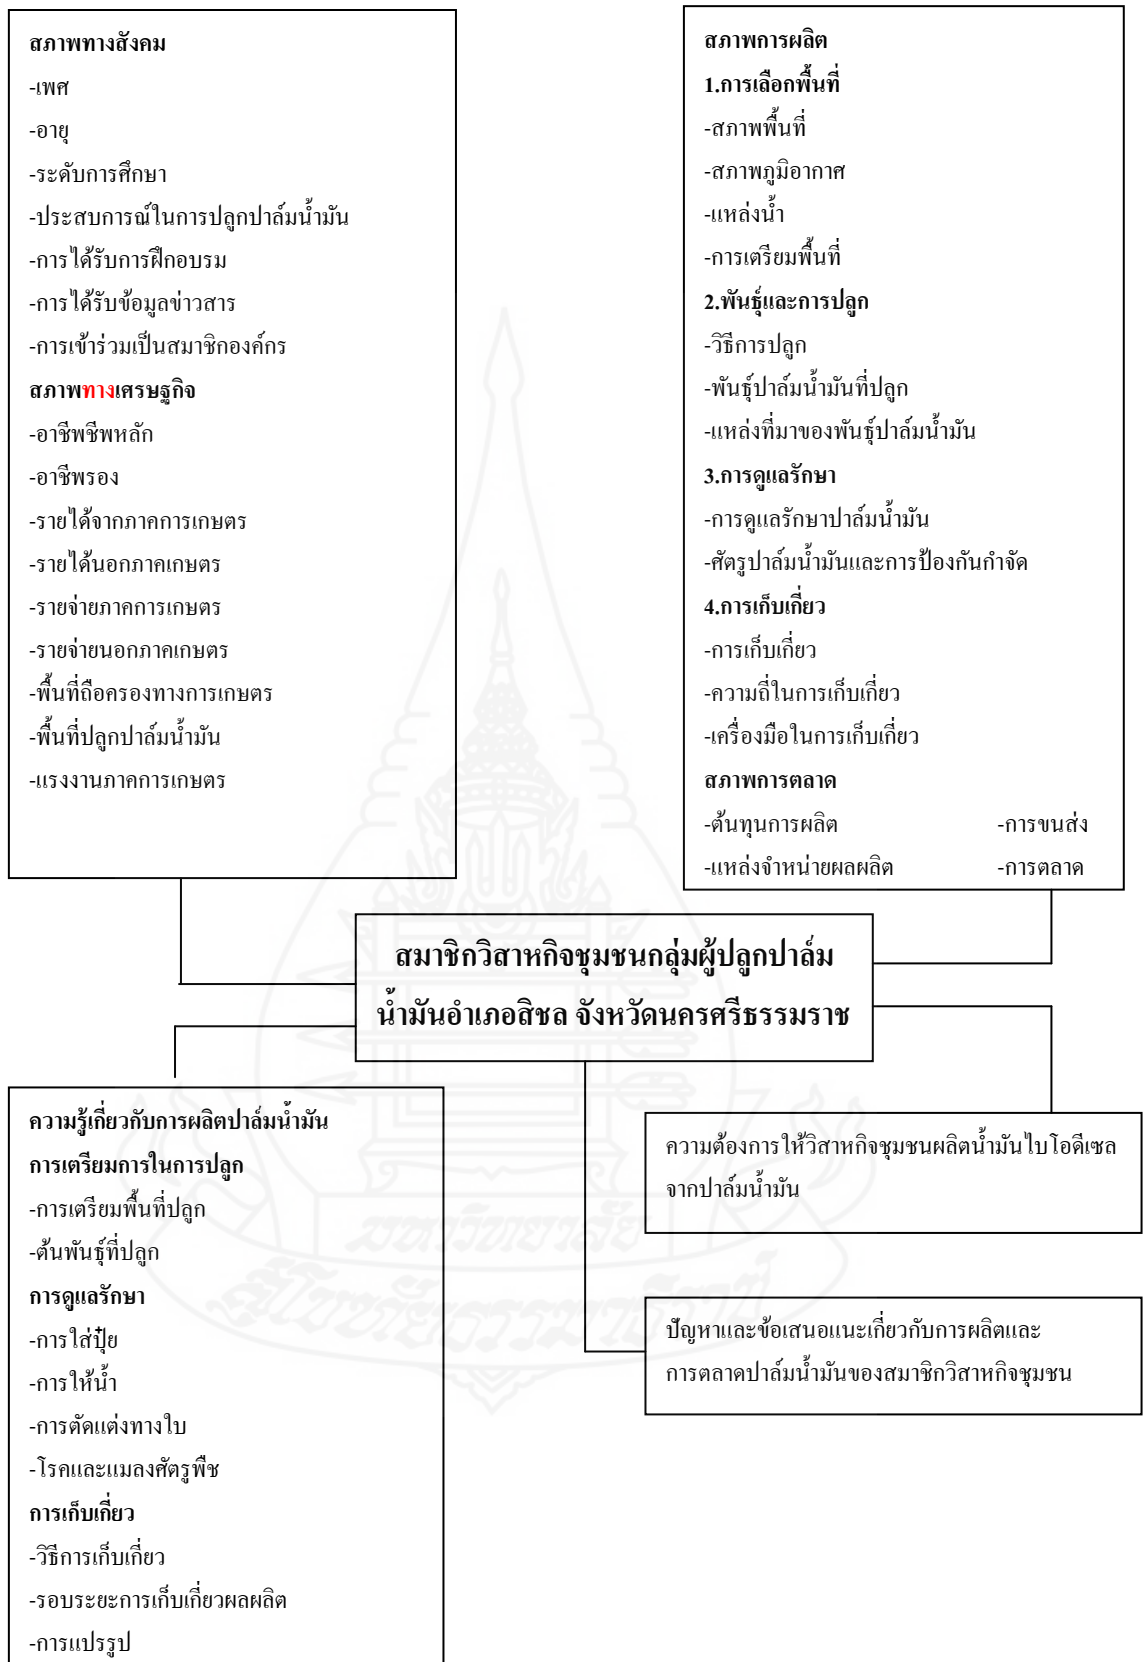 สภาพทางสังคม
-เพศ
-อายุ
-ระดับการศึกษา
-ประสบการณ์ในการปลูกปาล์มน้ำมัน
-การได้รับการฝึกอบรม
-การได้รับข้อมูลข่าวสาร
-การเข้าร่วมเป็นสมาชิกองค์กร
สภาพทางเศรษฐกิจ
-อาชีพชีพหลัก
-อาชีพรอง
-รายได้จากภาคการเกษตร
-รายได้นอกภาคเกษตร
-รายจ่ายภาคการเกษตร
-รายจ่ายนอกภาคเกษตร
-พื้นที่ถือครองทางการเกษตร
-พื้นที่ปลูกปาล์มน้ำมัน
-แรงงานภาคการเกษตร
สภาพการผลิต
1.การเลือกพื้นที่
-สภาพพื้นที่
-สภาพภูมิอากาศ
-แหล่งน้ำ
-การเตรียมพื้นที่
2.พันธุ์และการปลูก
-วิธีการปลูก
-พันธุ์ปาล์มน้ำมันที่ปลูก
-แหล่งที่มาของพันธุ์ปาล์มน้ำมัน
3.การดูแลรักษา
-การดูแลรักษาปาล์มน้ำมัน
-ศัตรูปาล์มน้ำมันและการป้องกันกำจัด
4.การเก็บเกี่ยว
-การเก็บเกี่ยว
-ความถี่ในการเก็บเกี่ยว
-เครื่องมือในการเก็บเกี่ยว
สภาพการตลาด
-ต้นทุนการผลิต -การขนส่ง
-แหล่งจำหน่ายผลผลิต -การตลาด
สมาชิกวิสาหกิจชุมชนกลุ่มผู้ปลูกปาล์ม
น้ำมันอำเภอสิชล จังหวัดนครศรีธรรมราช
ความรู้เกี่ยวกับการผลิตปาล์มน้ำมัน
การเตรียมการในการปลูก
-การเตรียมพื้นที่ปลูก
-ต้นพันธุ์ที่ปลูก
การดูแลรักษา
-การใส่ปุ๋ย
-การให้น้ำ
-การตัดแต่งทางใบ
-โรคและแมลงศัตรูพืช
การเก็บเกี่ยว
-วิธีการเก็บเกี่ยว
-รอบระยะการเก็บเกี่ยวผลผลิต
-การแปรรูป
ความต้องการให้วิสาหกิจชุมชนผลิตน้ำมันไบโอดีเซล
จากปาล์มน้ำมัน
ปัญหาและข้อเสนอแนะเกี่ยวกับการผลิตและ
การตลาดปาล์มน้ำมันของสมาชิกวิสาหกิจชุมชน
มหาวิทยาลัย
สุโขทัยธรรมาธิราช